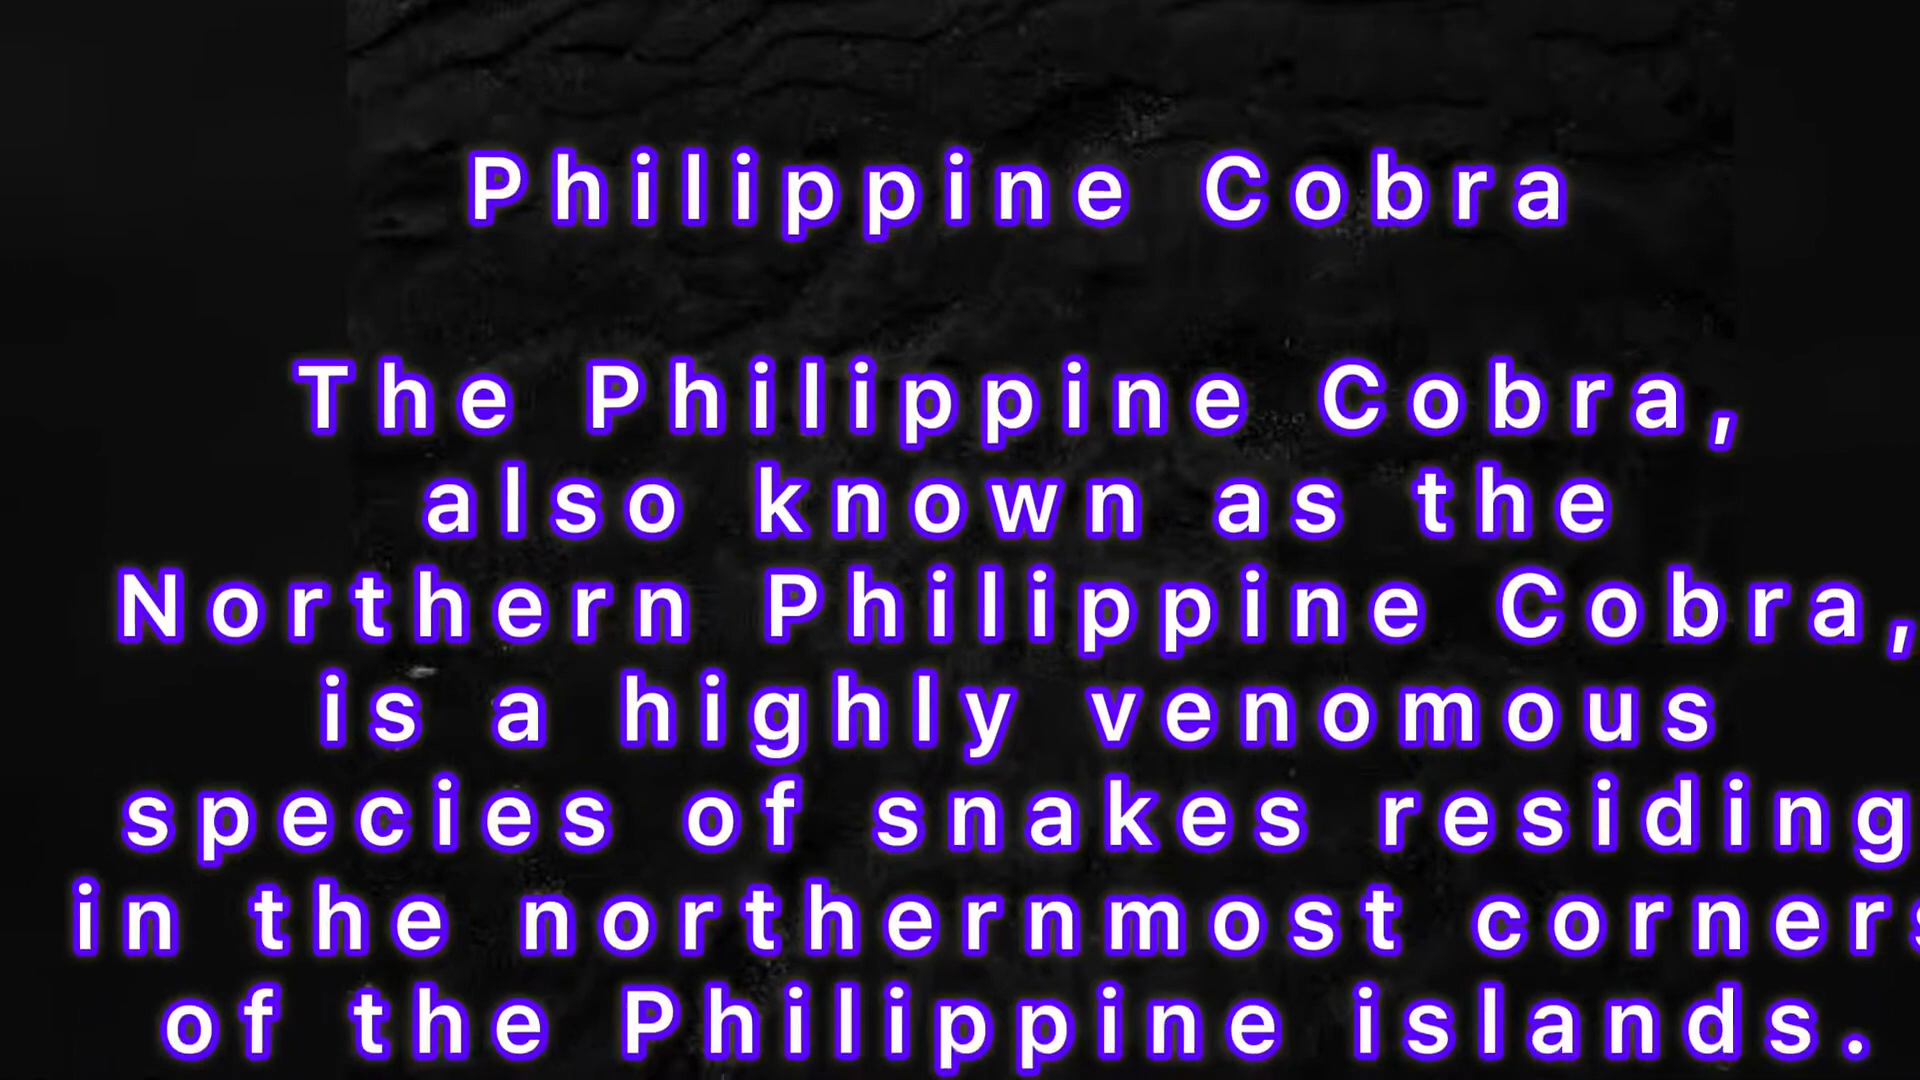 Philippine Cobra
The Philippine Cobra,
also known as the
Northern Philippine Cobra,
is a highly venomous
species of snakes residing
in the northernmost corners
of the Philippine islands.